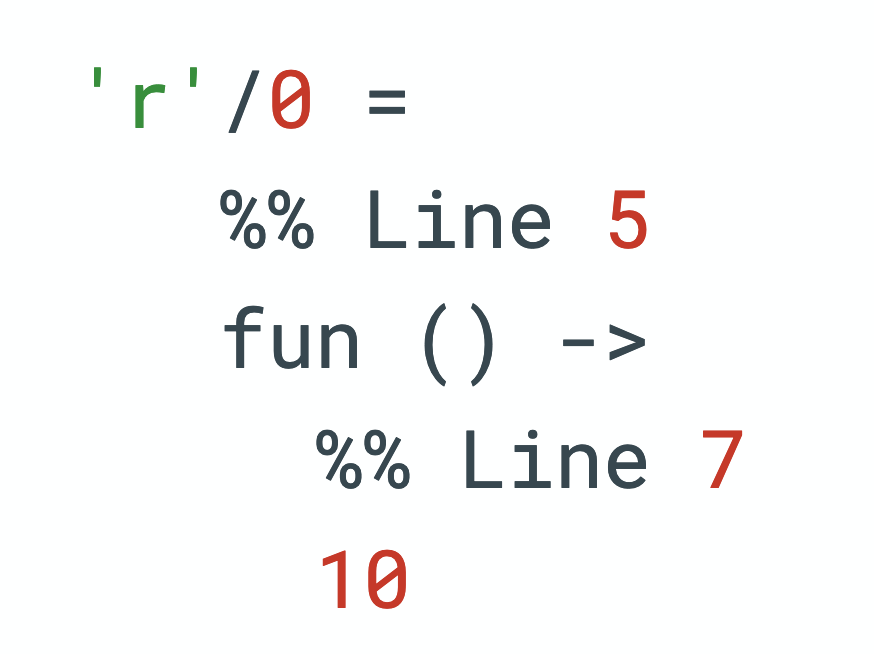 'r'/0 =
%% Line 5
fun () ->
%% Line 7
10